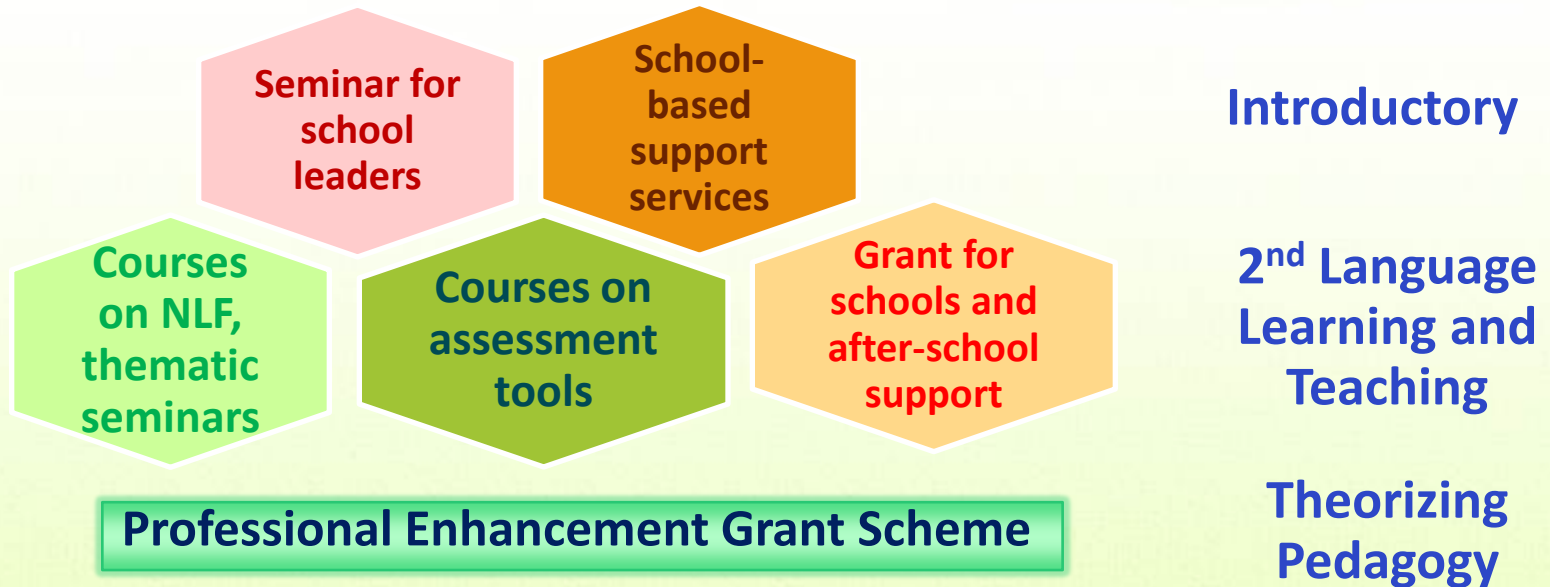 Seminar for
school
leaders
School-
based
support
services
Introductory
Courses
on NLF,
thematic
seminars
Courses on
assessment
tools
Grant for
schools and
after-school
support
2nd Language
Learning and
Teaching
Professional Enhancement Grant Scheme
Theorizing
Pedagogy